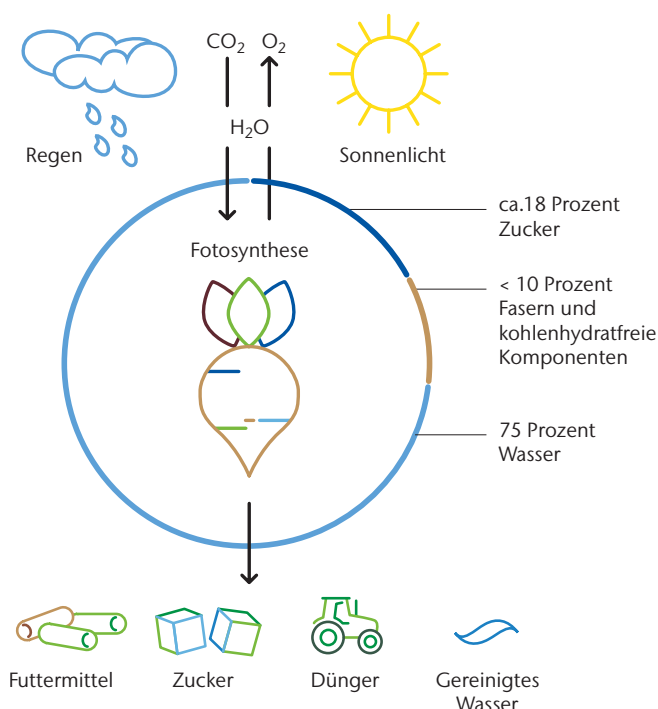 CO₂ O₂
H₂O
Regen
Sonnenlicht
ca.18 Prozent
Zucker
Fotosynthese
< 10 Prozent
Fasern und
kohlenhydratfreie
Komponenten
75 Prozent
Wasser
Futtermittel
Zucker
Dünger
Gereinigtes
Wasser